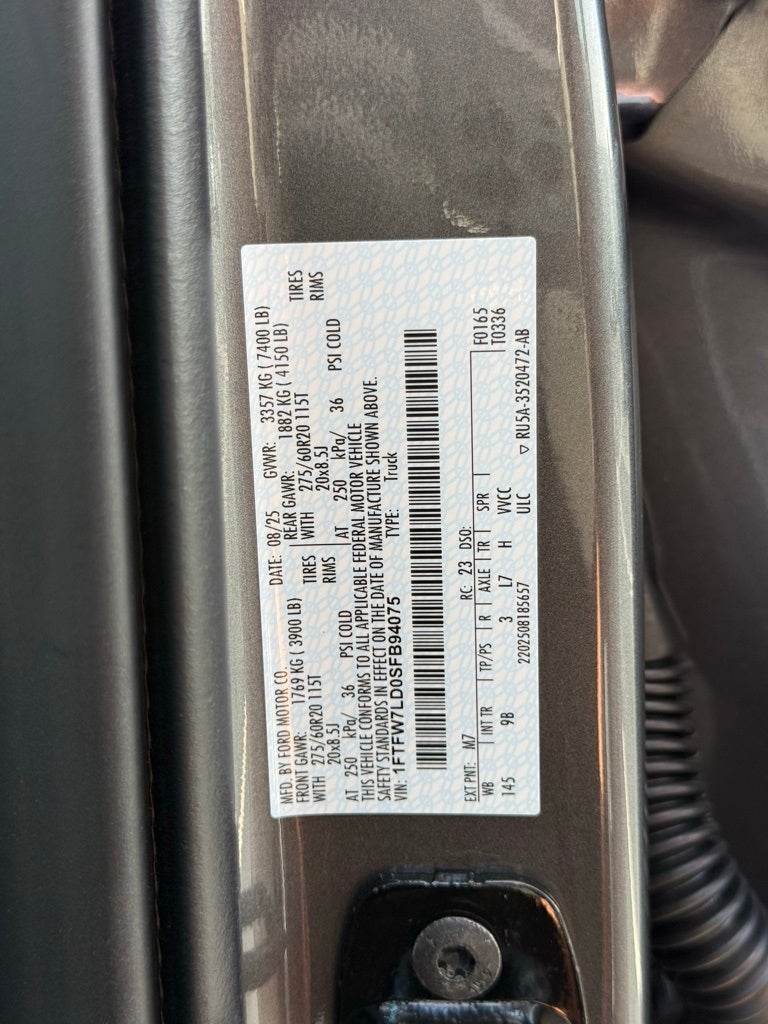 MFD. BY FORD MOTOR CO.
DATE: 08/25 GVWR: 3357 KG ( 7400 LB)
FRONT GAWR: 1769 KG ( 3900 LB) REAR GAWR: 1882 KG ( 4150 LB)
WITH 275/60R20 115T TIRES WITH 275/60R20 115T TIRES
20x8.5J RIMS 20x8.5J RIMS
AT 250 kPa/ 36 PSI COLD AT 250 kPa/ 36 PSI COLD
THIS VEHICLE CONFORMS TO ALL APPLICABLE FEDERAL MOTOR VEHICLE
SAFETY STANDARDS IN EFFECT ON THE DATE OF MANUFACTURE SHOWN ABOVE.
VIN: 1FTFW7LD0SFB94075 TYPE: Truck
EXT PNT: M7 RC: 23 DSO: F0165
WB INT TR TP/PS R AXLE TR SPR T0336
145 9B 3 L7 H VVCC
2202508185657 ULC ▽ RU5A-3520472-AB